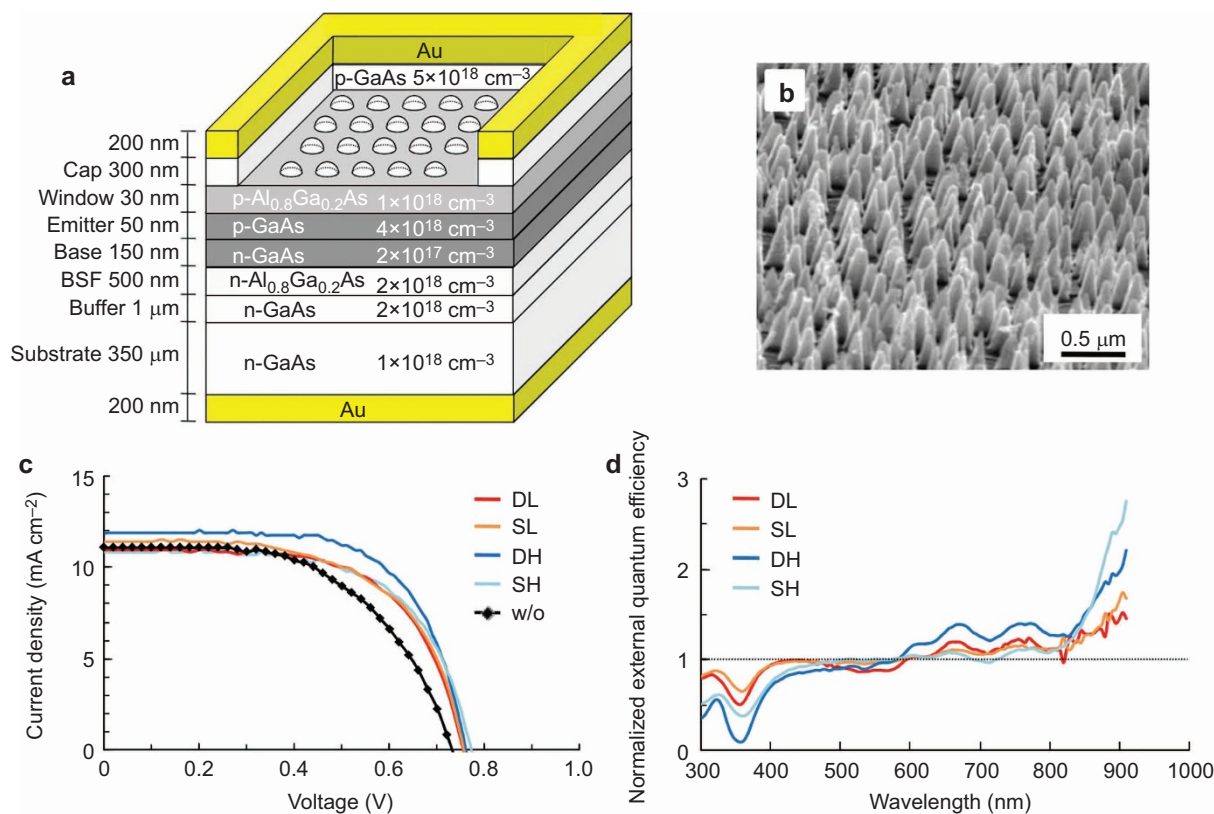 a
Au
p-GaAs 5×10¹⁸ cm⁻³
200 nm
Cap 300 nm
Window 30 nm p-Al₀.₈Ga₀.₂As 1×10¹⁸ cm⁻³
Emitter 50 nm p-GaAs 4×10¹⁸ cm⁻³
Base 150 nm n-GaAs 2×10¹⁷ cm⁻³
BSF 500 nm n-Al₀.₈Ga₀.₂As 2×10¹⁸ cm⁻³
Buffer 1 μm n-GaAs 2×10¹⁸ cm⁻³
Substrate 350 μm n-GaAs 1×10¹⁸ cm⁻³
200 nm Au
b
0.5 μm
c
Current density (mA cm⁻²)
15
10
5
0
0 0.2 0.4 0.6 0.8 1.0
Voltage (V)
DL
SL
DH
SH
w/o
d
Normalized external quantum efficiency
3
2
1
0
300 400 500 600 700 800 900 1000
Wavelength (nm)
DL
SL
DH
SH